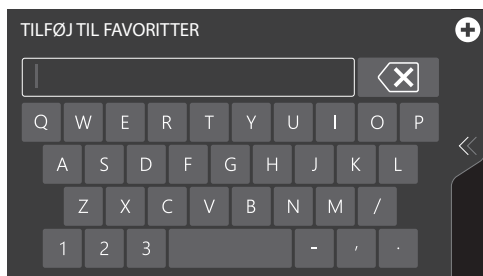 TILFØJ TIL FAVORITTER
Q W E R T Y U I O P
A S D F G H J K L
Z X C V B N M /
1 2 3 - , .